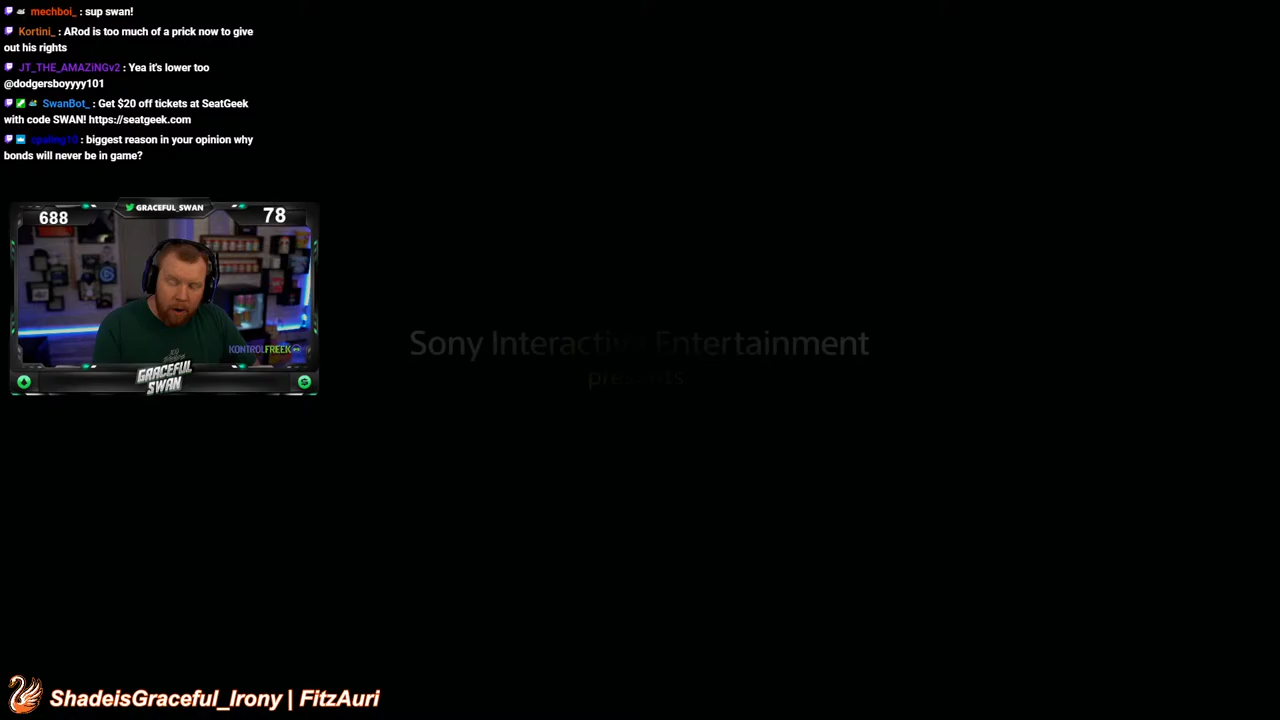 mechboi_ : sup swan!
Kortini_ : ARod is too much of a prick now to give
out his rights
JT_THE_AMAZiNGv2 : Yea it's lower too
@dodgersboyyyy101
SwanBot_ : Get $20 off tickets at SeatGeek
with code SWAN! https://seatgeek.com
spaling10 : biggest reason in your opinion why
bonds will never be in game?
688
GRACEFUL_SWAN
78
KONTROLFREEK
GRACEFUL
SWAN
Sony Interactive Entertainment
presents
ShadeisGraceful_Irony | FitzAuri